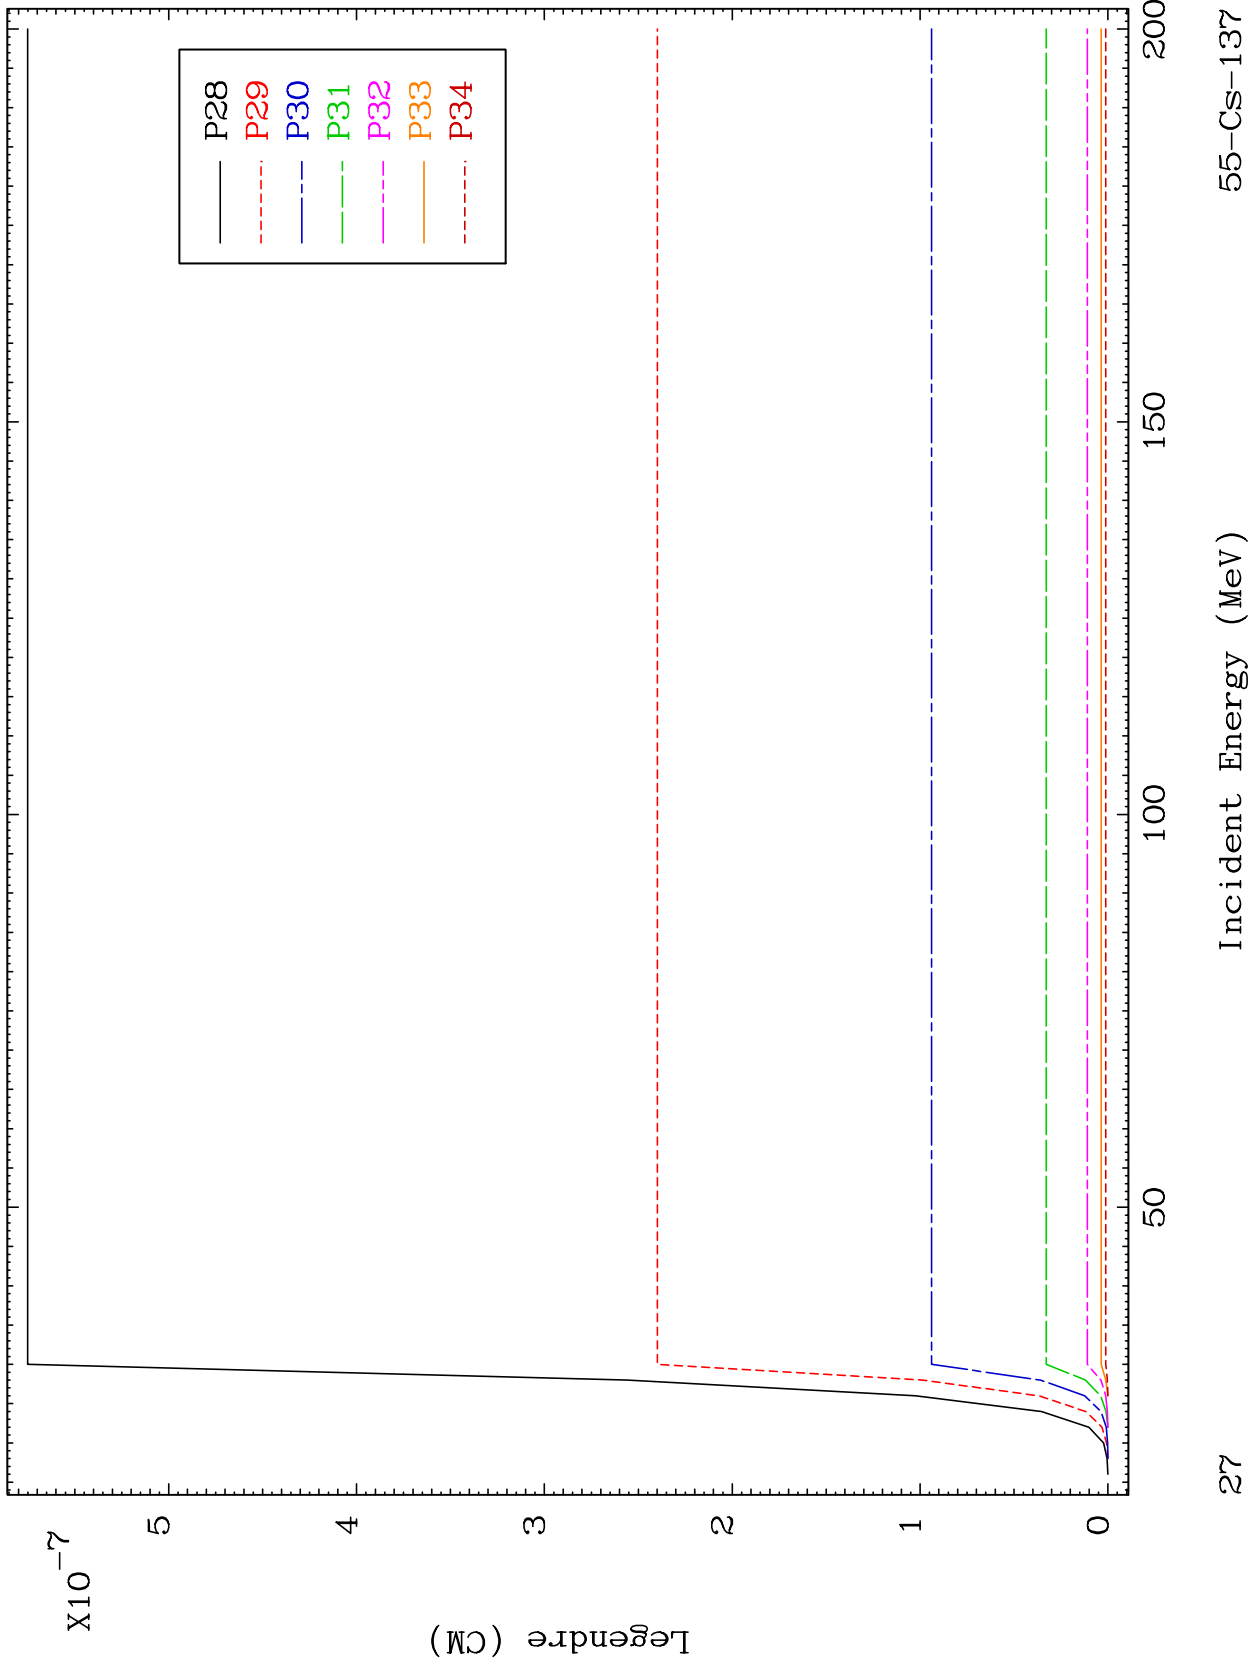 X10-7
5
4
3
2
1
0
Legendre (CM)
P28
P29
P30
P31
P32
P33
P34
50
100
150
200
Incident Energy (MeV)
27
55-Cs-137